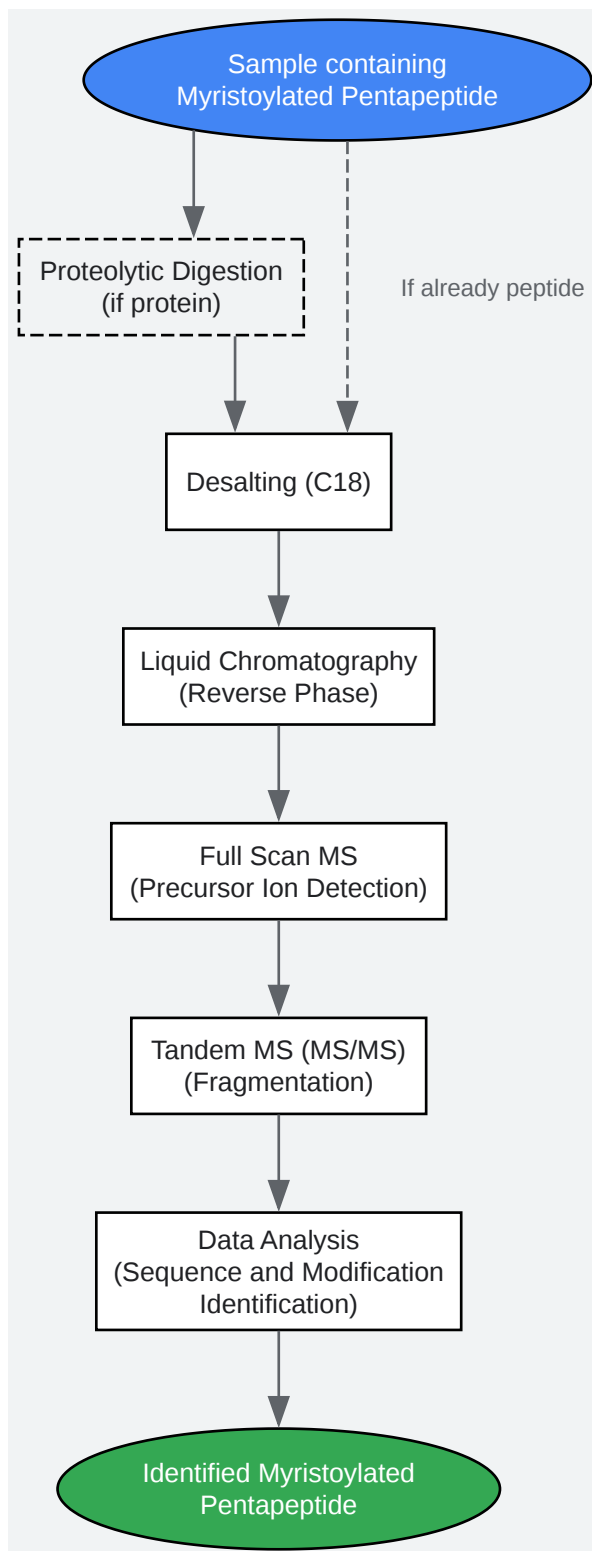 Sample containing
Myristoylated Pentapeptide
Proteolytic Digestion
(if protein)
If already peptide
Desalting (C18)
Liquid Chromatography
(Reverse Phase)
Full Scan MS
(Precursor Ion Detection)
Tandem MS (MS/MS)
(Fragmentation)
Data Analysis
(Sequence and Modification
Identification)
Identified Myristoylated
Pentapeptide